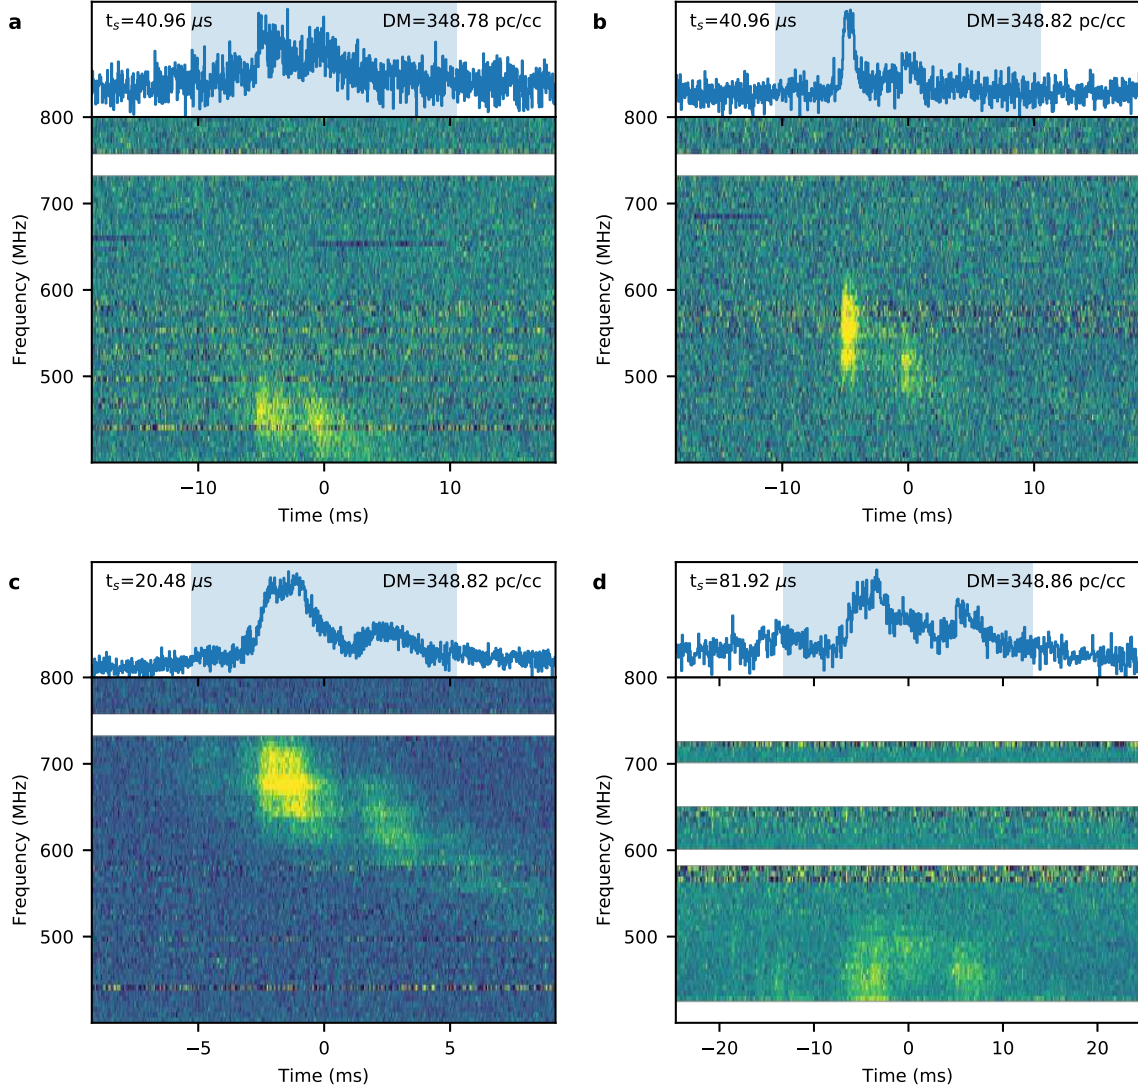 a
t_s=40.96 μs DM=348.78 pc/cc
800
700
600
500
Frequency (MHz)
−10 0 10
Time (ms)
b
t_s=40.96 μs DM=348.82 pc/cc
800
700
600
500
Frequency (MHz)
−10 0 10
Time (ms)
c
t_s=20.48 μs DM=348.82 pc/cc
800
700
600
500
Frequency (MHz)
−5 0 5
Time (ms)
d
t_s=81.92 μs DM=348.86 pc/cc
800
700
600
500
Frequency (MHz)
−20 −10 0 10 20
Time (ms)